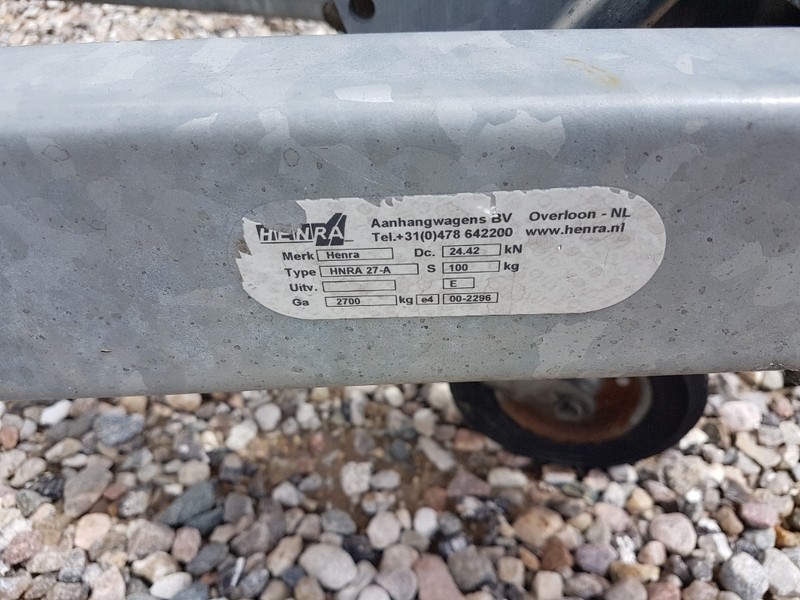 HENRA Aanhangwagens BV Overloon - NL
Tel.+31(0)478 642200 www.henra.nl
Merk Henra Dc. 24.42 kN
Type HNRA 27-A S 100 kg
Uitv. E
Ga 2700 kg e4 00-2296